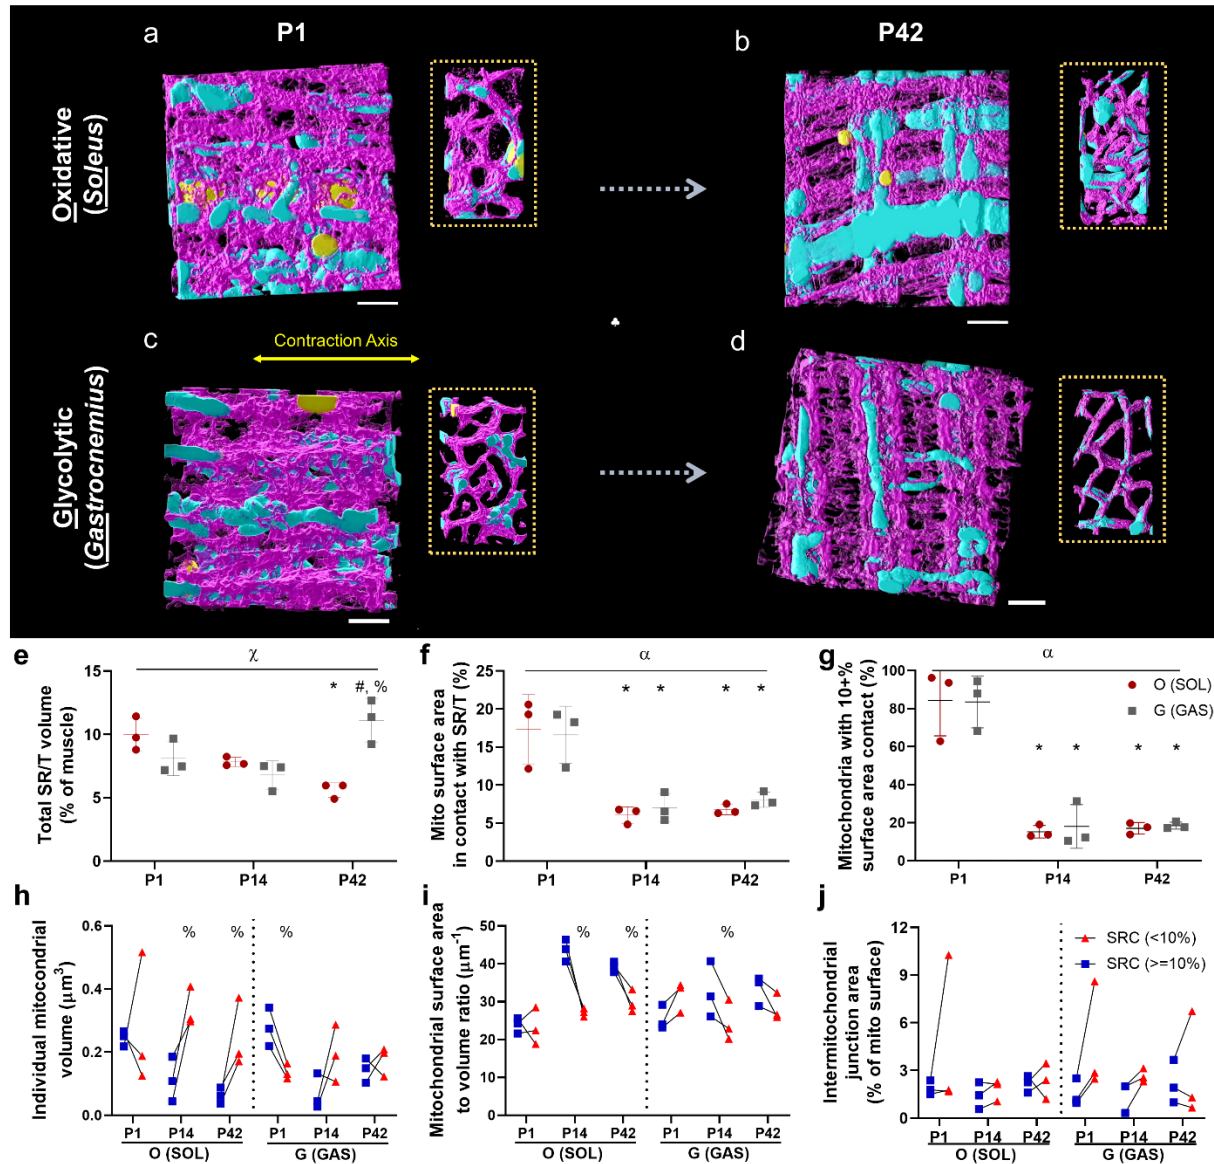 a
P1
b
P42
Oxidative
(Soleus)
c
Contraction Axis
d
Glycolytic
(Gastrocnemius)
e
χ
Total SR/T volume
(% of muscle)
15
10
5
0
*
#, %
P1
P14
P42
f
α
Mito surface area
in contact with SR/T (%)
25
20
15
10
5
0
* * * *
P1
P14
P42
g
α
Mitochondria with 10+%
surface area contact (%)
100
80
60
40
20
0
O (SOL)
G (GAS)
* * * *
P1
P14
P42
h
Individual mitocondrial
volume (μm³)
0.6
0.4
0.2
0.0
% % %
P1 P14 P42 P1 P14 P42
O (SOL) G (GAS)
i
Mitochondrial surface area
to volume ratio (μm⁻¹)
50
40
30
20
10
0
% % %
P1 P14 P42 P1 P14 P42
O (SOL) G (GAS)
j
Intermitochondrial
junction area
(% of mito surface)
12
9
6
3
0
SRC (<10%)
SRC (>=10%)
P1 P14 P42 P1 P14 P42
O (SOL) G (GAS)